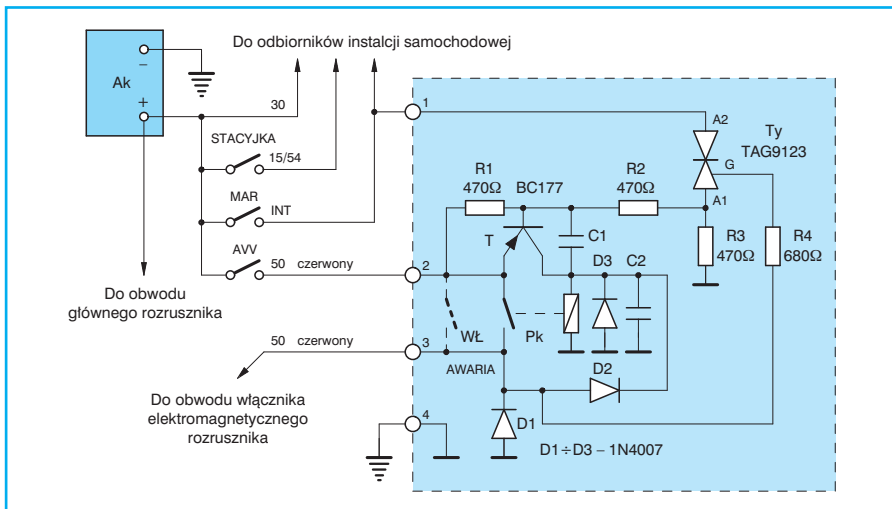 Do odbiorników instalcji samochodowej
Ak
−
+
30
STACYJKA
15/54
MAR
INT
AVV
50 czerwony
Do obwodu
głównego rozrusznika
50 czerwony
Do obwodu włącznika
elektromagnetycznego
rozrusznika
1
2
3
4
A2
Ty
TAG9123
G
A1
R1
470Ω
BC177
R2
470Ω
T
C1
R3
470Ω
R4
680Ω
D3
C2
WŁ
Pk
AWARIA
D2
D1
D1÷D3 – 1N4007